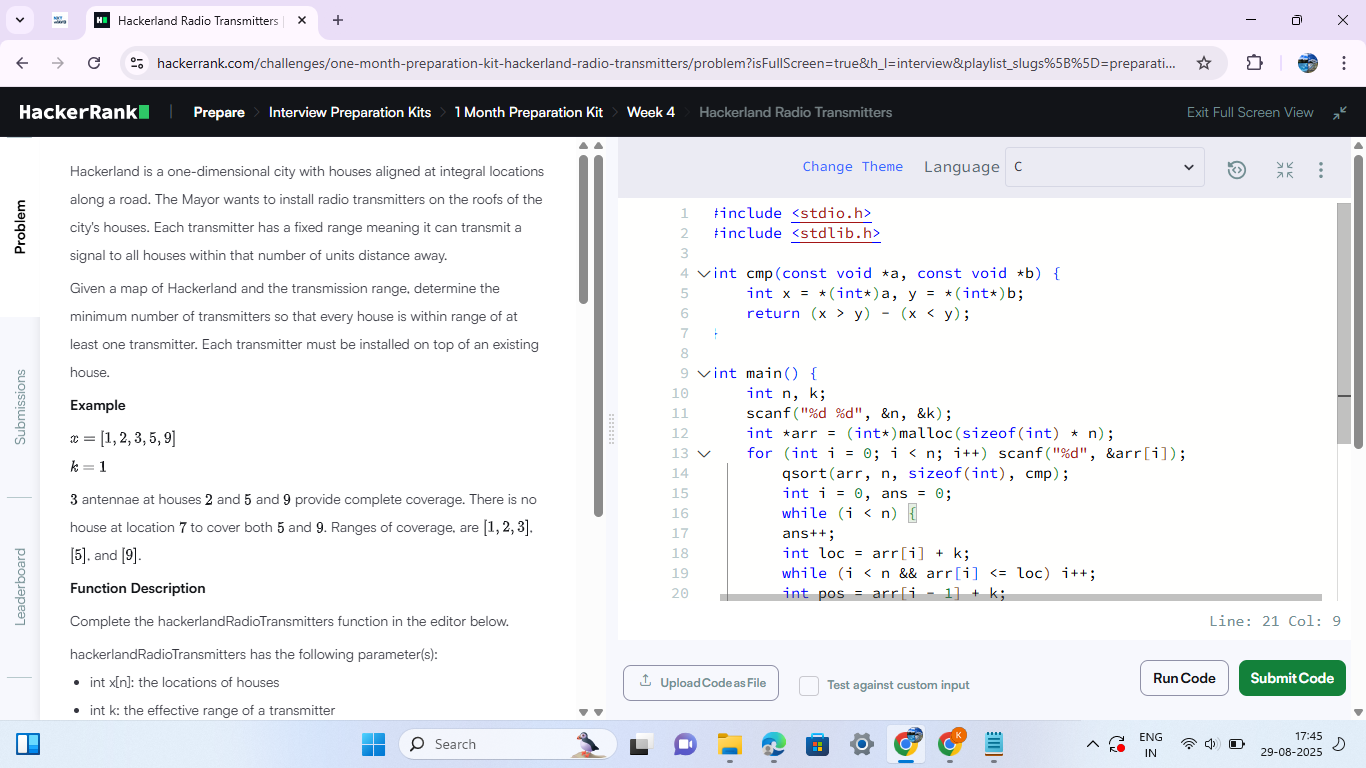 Hackerland Radio Transmitters |
hackerrank.com/challenges/one-month-preparation-kit-hackerland-radio-transmitters/problem?isFullScreen=true&h_l=interview&playlist_slugs%5B%5D=preparati...
HackerRank
Prepare
Interview Preparation Kits
1 Month Preparation Kit
Week 4
Hackerland Radio Transmitters
Exit Full Screen View
Problem
Submissions
Leaderboard
Hackerland is a one-dimensional city with houses aligned at integral locations
along a road. The Mayor wants to install radio transmitters on the roofs of the
city's houses. Each transmitter has a fixed range meaning it can transmit a
signal to all houses within that number of units distance away.
Given a map of Hackerland and the transmission range, determine the
minimum number of transmitters so that every house is within range of at
least one transmitter. Each transmitter must be installed on top of an existing
house.
Example
x = [1, 2, 3, 5, 9]
k = 1
3 antennae at houses 2 and 5 and 9 provide complete coverage. There is no
house at location 7 to cover both 5 and 9. Ranges of coverage, are [1, 2, 3],
[5], and [9].
Function Description
Complete the hackerlandRadioTransmitters function in the editor below.
hackerlandRadioTransmitters has the following parameter(s):
• int x[n]: the locations of houses
• int k: the effective range of a transmitter
Change Theme
Language
C
1 #include <stdio.h>
2 #include <stdlib.h>
3
4 int cmp(const void *a, const void *b) {
5 int x = *(int*)a, y = *(int*)b;
6 return (x > y) - (x < y);
7 }
8
9 int main() {
10 int n, k;
11 scanf("%d %d", &n, &k);
12 int *arr = (int*)malloc(sizeof(int) * n);
13 for (int i = 0; i < n; i++) scanf("%d", &arr[i]);
14 qsort(arr, n, sizeof(int), cmp);
15 int i = 0, ans = 0;
16 while (i < n) {
17 ans++;
18 int loc = arr[i] + k;
19 while (i < n && arr[i] <= loc) i++;
20 int pos = arr[i - 1] + k;
Line: 21 Col: 9
Upload Code as File
Test against custom input
Run Code
Submit Code
Search
K
ENG
IN
17:45
29-08-2025